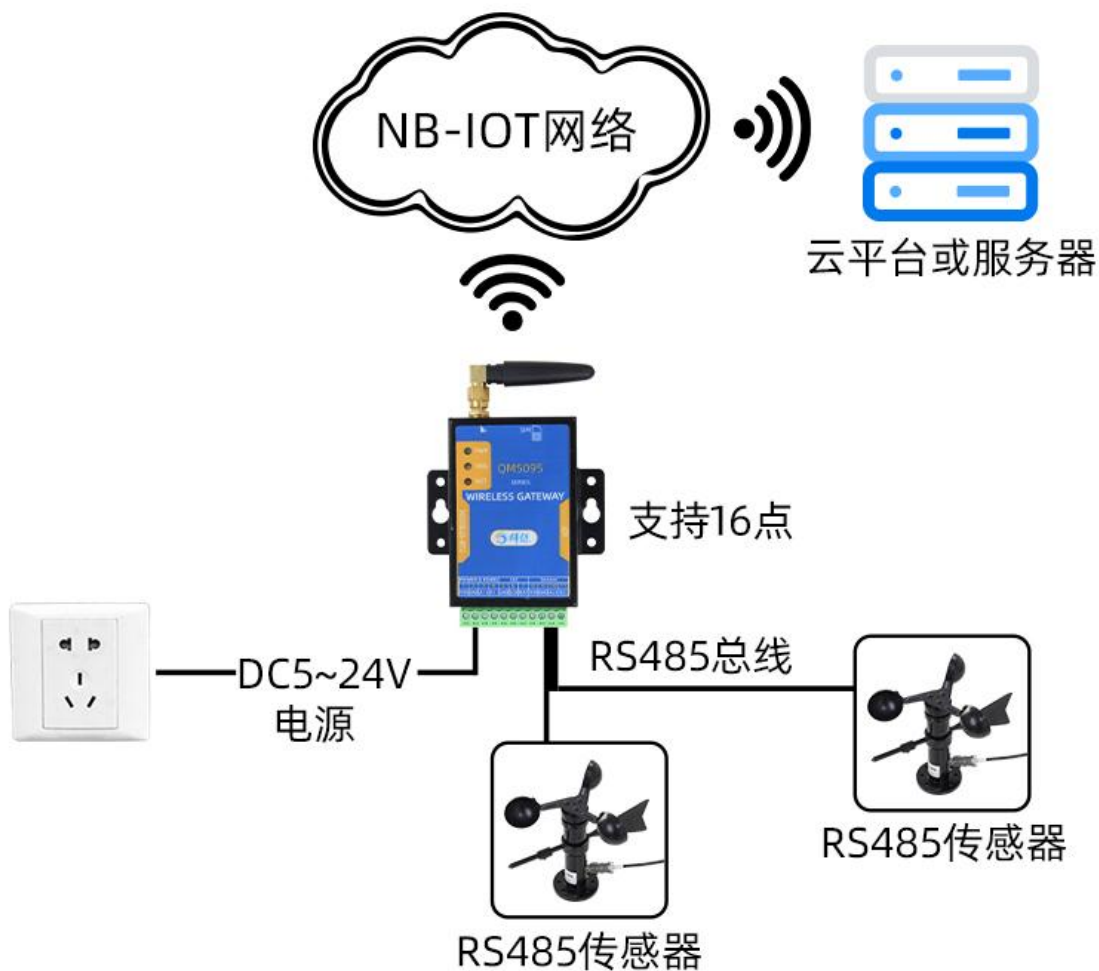 NB-IOT网络
云平台或服务器
QM5095
SERIES
WIRELESS GATEWAY
支持16点
RS485总线
DC5~24V
电源
RS485传感器
RS485传感器